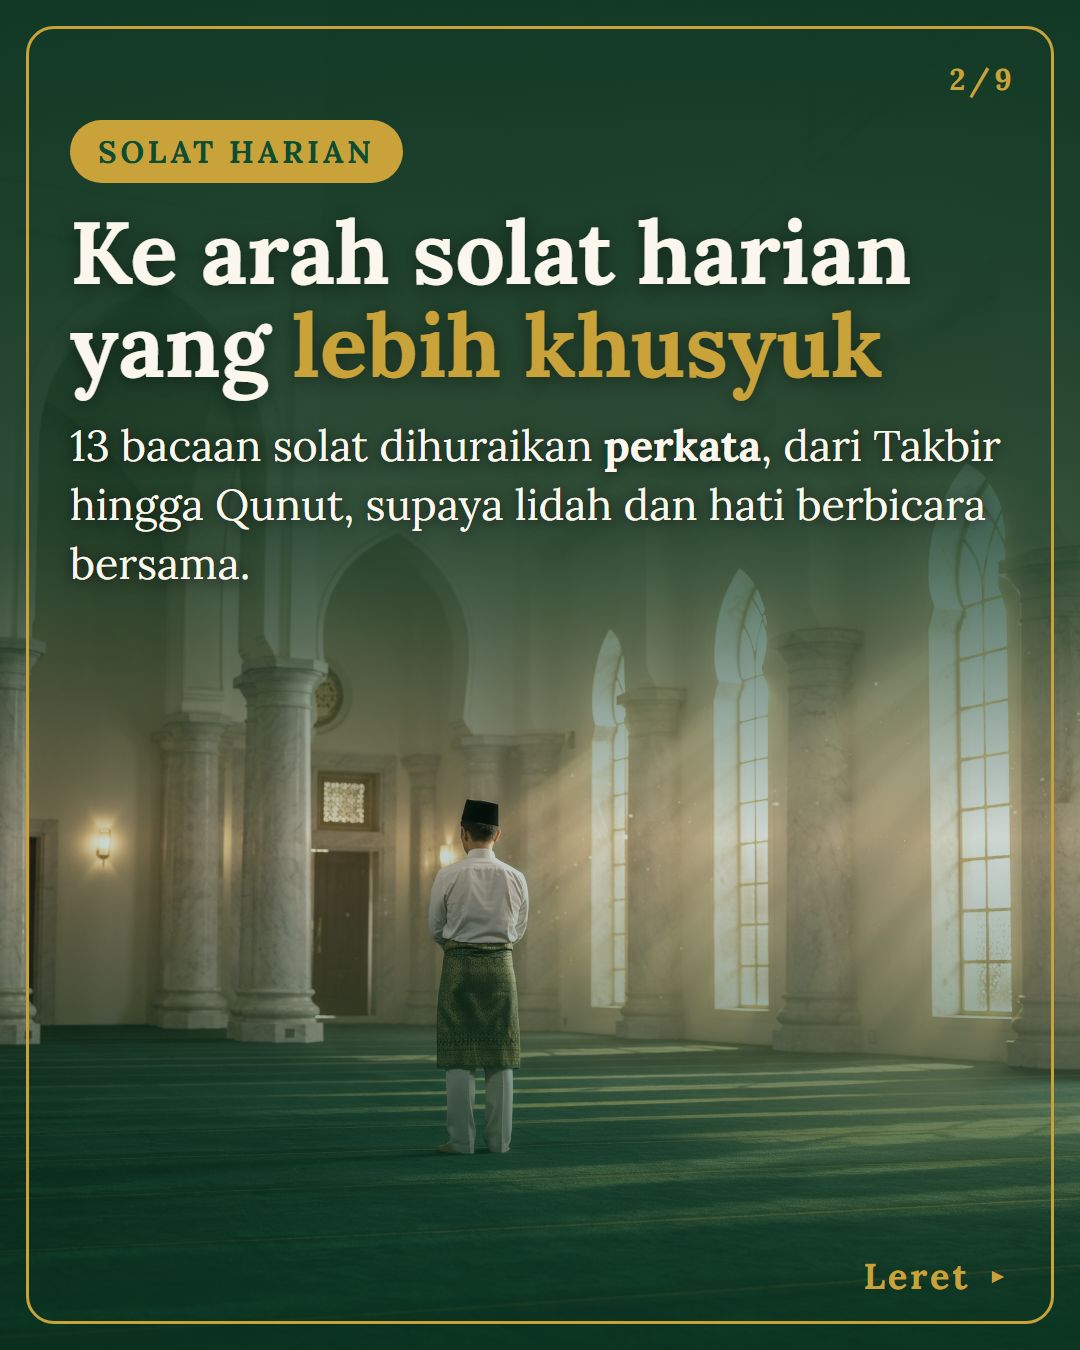 2/9
SOLAT HARIAN
Ke arah solat harian
yang lebih khusyuk
13 bacaan solat dihuraikan perkata, dari Takbir
hingga Qunut, supaya lidah dan hati berbicara
bersama.
Leret ►